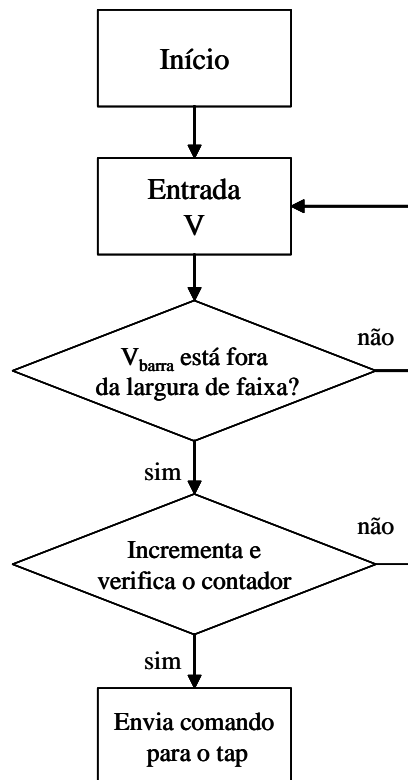 Início
Entrada
V
V_barra está fora
da largura de faixa?
não
sim
Incrementa e
verifica o contador
não
sim
Envia comando
para o tap